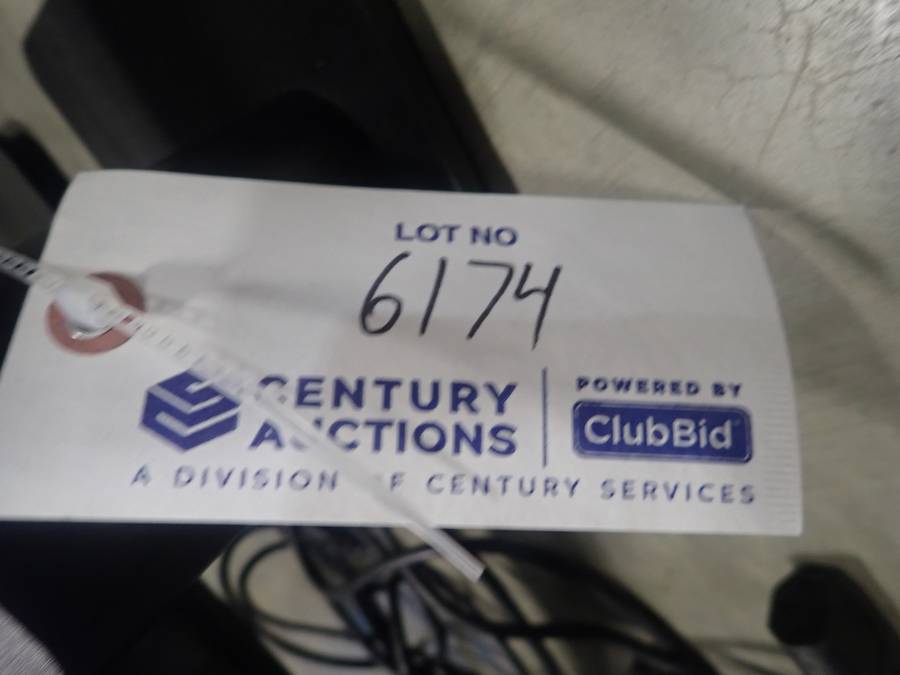 LOT NO
6174
CENTURY
AUCTIONS
POWERED BY
ClubBid
A DIVISION OF CENTURY SERVICES